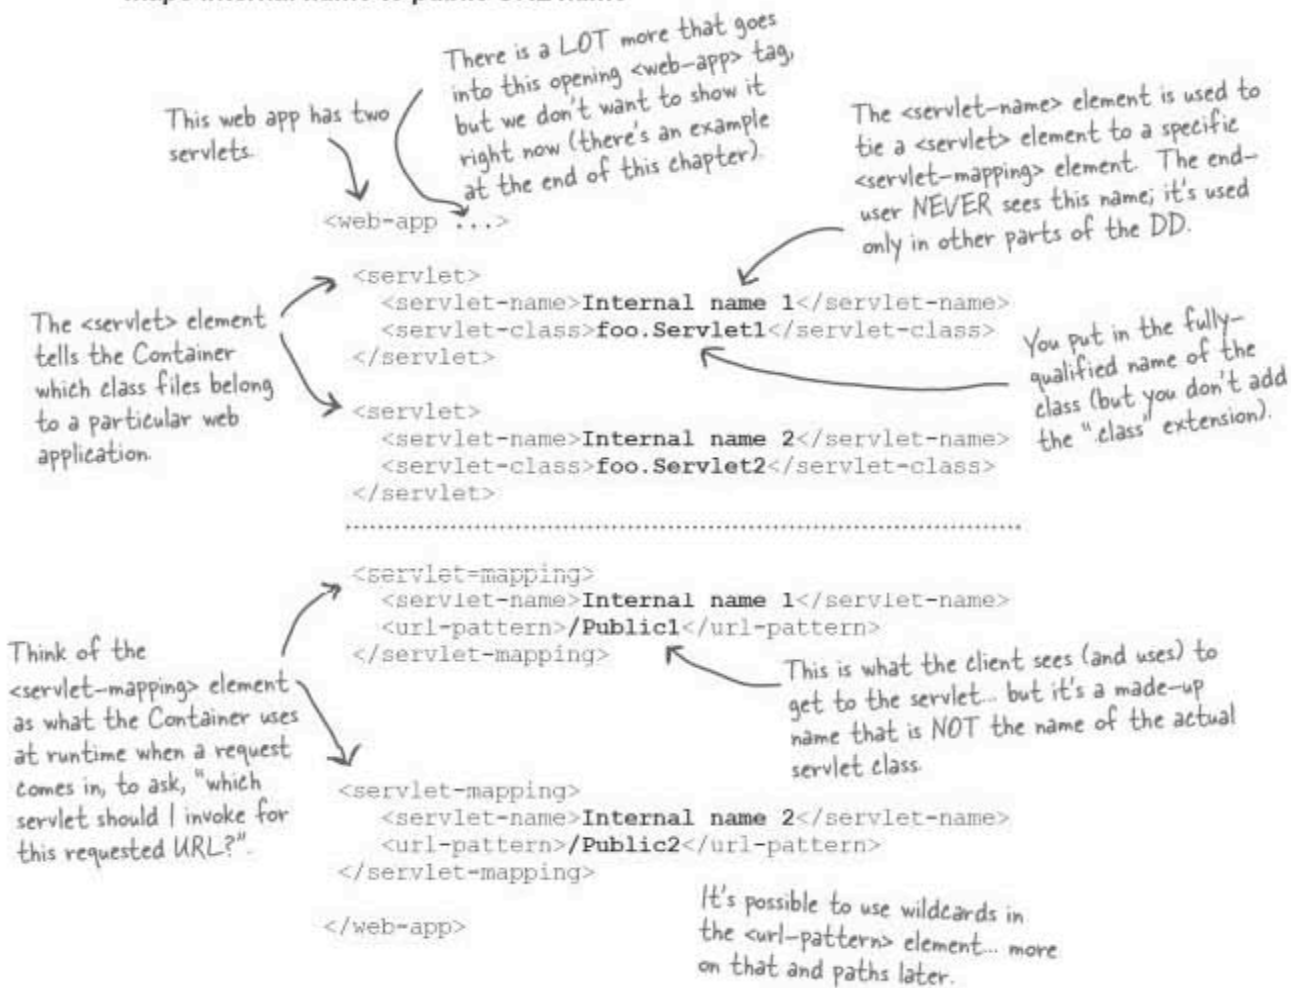 There is a LOT more that goes
into this opening <web-app> tag,
but we don't want to show it
right now (there's an example
at the end of this chapter).
This web app has two
servlets.
The <servlet-name> element is used to
tie a <servlet> element to a specific
<servlet-mapping> element. The end-
user NEVER sees this name; it's used
only in other parts of the DD.
<web-app ...>
<servlet>
<servlet-name>Internal name 1</servlet-name>
<servlet-class>foo.Servlet1</servlet-class>
</servlet>
The <servlet> element
tells the Container
which class files belong
to a particular web
application.
You put in the fully-
qualified name of the
class (but you don't add
the ".class" extension).
<servlet>
<servlet-name>Internal name 2</servlet-name>
<servlet-class>foo.Servlet2</servlet-class>
</servlet>
<servlet-mapping>
<servlet-name>Internal name 1</servlet-name>
<url-pattern>/Public1</url-pattern>
</servlet-mapping>
Think of the
<servlet-mapping> element
as what the Container uses
at runtime when a request
comes in, to ask, "which
servlet should I invoke for
this requested URL?".
This is what the client sees (and uses) to
get to the servlet... but it's a made-up
name that is NOT the name of the actual
servlet class.
<servlet-mapping>
<servlet-name>Internal name 2</servlet-name>
<url-pattern>/Public2</url-pattern>
</servlet-mapping>
</web-app>
It's possible to use wildcards in
the <url-pattern> element... more
on that and paths later.